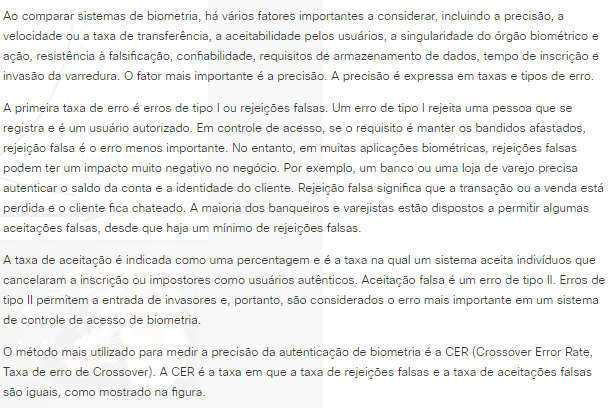 Ao comparar sistemas de biometria, há vários fatores importantes a considerar, incluindo a precisão, a
velocidade ou a taxa de transferência, a aceitabilidade pelos usuários, a singularidade do órgão biométrico e
ação, resistência à falsificação, confiabilidade, requisitos de armazenamento de dados, tempo de inscrição e
invasão da varredura. O fator mais importante é a precisão. A precisão é expressa em taxas e tipos de erro.
A primeira taxa de erro é erros de tipo I ou rejeições falsas. Um erro de tipo I rejeita uma pessoa que se
registra e é um usuário autorizado. Em controle de acesso, se o requisito é manter os bandidos afastados,
rejeição falsa é o erro menos importante. No entanto, em muitas aplicações biométricas, rejeições falsas
podem ter um impacto muito negativo no negócio. Por exemplo, um banco ou uma loja de varejo precisa
autenticar o saldo da conta e a identidade do cliente. Rejeição falsa significa que a transação ou a venda está
perdida e o cliente fica chateado. A maioria dos banqueiros e varejistas estão dispostos a permitir algumas
aceitações falsas, desde que haja um mínimo de rejeições falsas.
A taxa de aceitação é indicada como uma percentagem e é a taxa na qual um sistema aceita indivíduos que
cancelaram a inscrição ou impostores como usuários autênticos. Aceitação falsa é um erro de tipo II. Erros de
tipo II permitem a entrada de invasores e, portanto, são considerados o erro mais importante em um sistema
de controle de acesso de biometria.
O método mais utilizado para medir a precisão da autenticação de biometria é a CER (Crossover Error Rate,
Taxa de erro de Crossover). A CER é a taxa em que a taxa de rejeições falsas e a taxa de aceitações falsas
são iguais, como mostrado na figura.